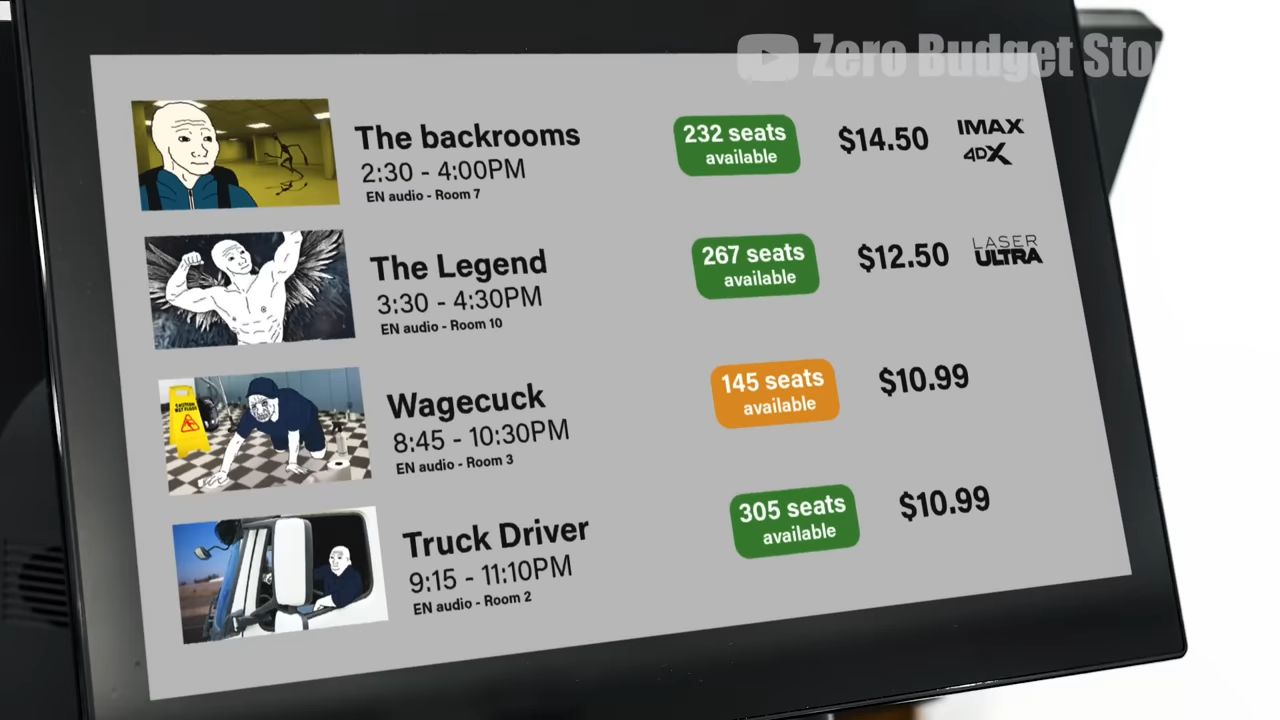 Zero Budget
The backrooms
2:30 - 4:00PM
EN audio - Room 7
232 seats
available
$14.50
IMAX
4DX
The Legend
3:30 - 4:30PM
EN audio - Room 10
267 seats
available
$12.50
LASER
ULTRA
CAUTION
WET FLOOR
Wagecuck
8:45 - 10:30PM
EN audio - Room 3
145 seats
available
$10.99
Truck Driver
9:15 - 11:10PM
EN audio - Room 2
305 seats
available
$10.99